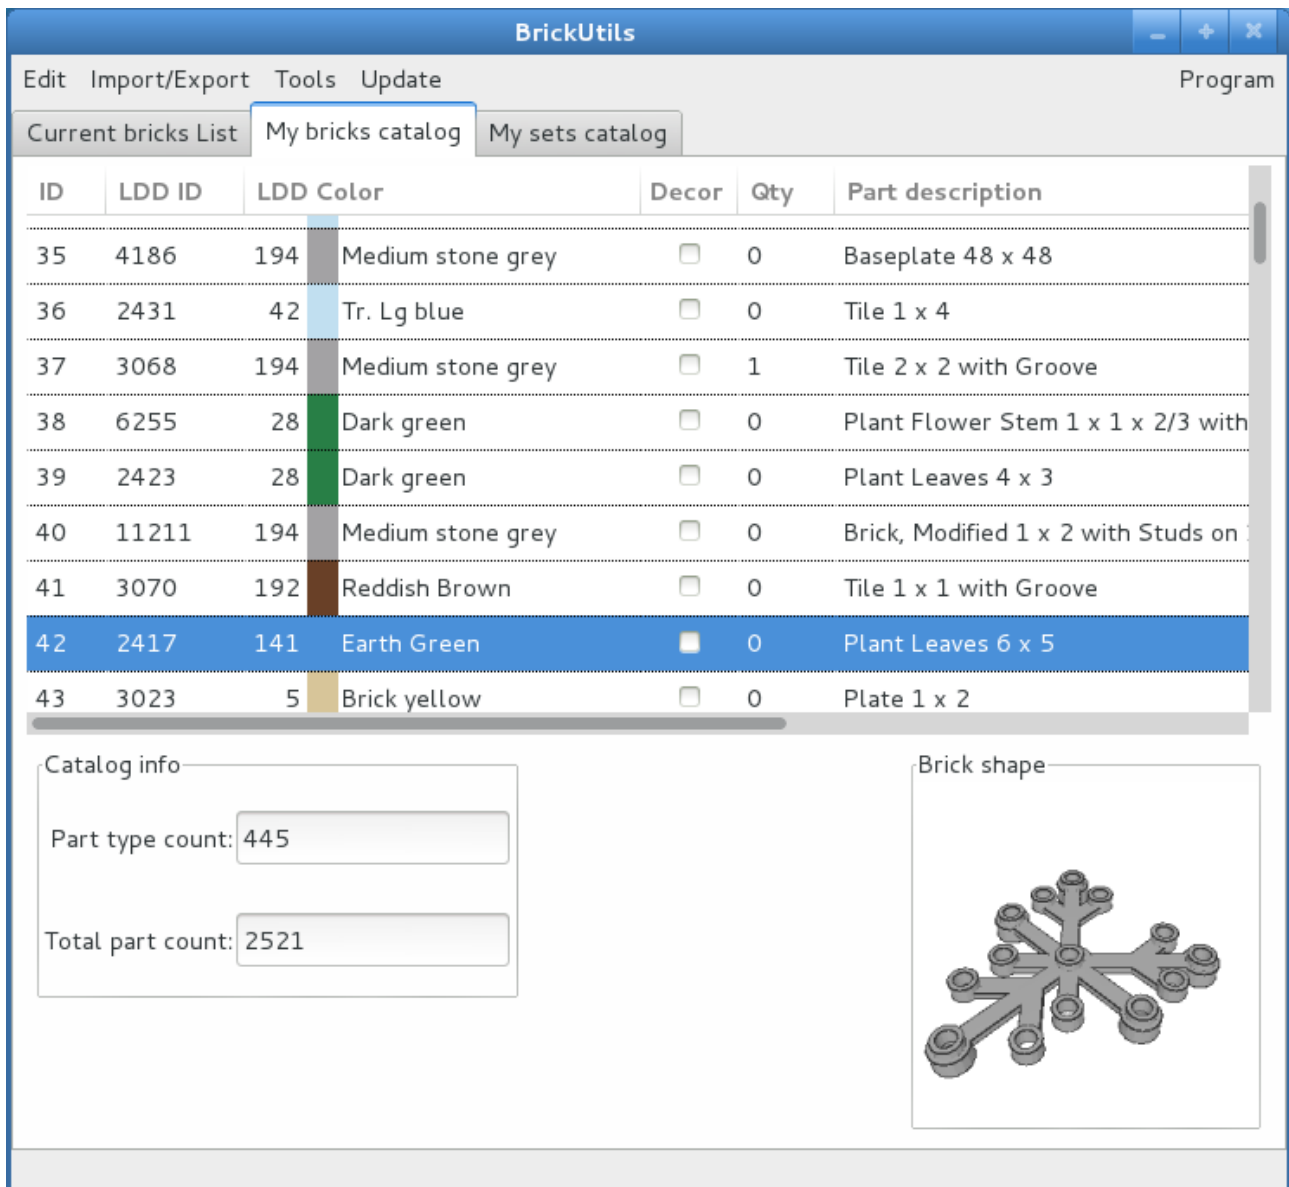 BrickUtils
Edit Import/Export Tools Update Program
Current bricks List My bricks catalog My sets catalog
ID LDD ID LDD Color Decor Qty Part description
35 4186 194 Medium stone grey 0 Baseplate 48 x 48
36 2431 42 Tr. Lg blue 0 Tile 1 x 4
37 3068 194 Medium stone grey 1 Tile 2 x 2 with Groove
38 6255 28 Dark green 0 Plant Flower Stem 1 x 1 x 2/3 with
39 2423 28 Dark green 0 Plant Leaves 4 x 3
40 11211 194 Medium stone grey 0 Brick, Modified 1 x 2 with Studs on
41 3070 192 Reddish Brown 0 Tile 1 x 1 with Groove
42 2417 141 Earth Green 0 Plant Leaves 6 x 5
43 3023 5 Brick yellow 0 Plate 1 x 2
Catalog info
Part type count: 445
Total part count: 2521
Brick shape